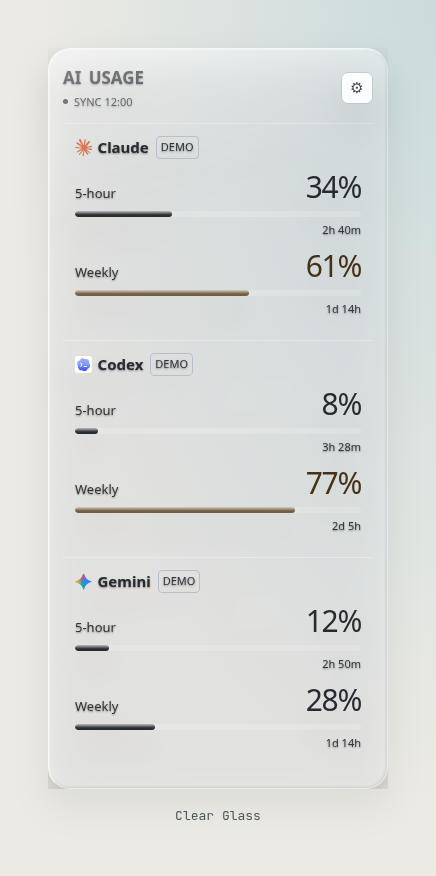 AI USAGE
SYNC 12:00
Claude DEMO
5-hour 34%
2h 40m
Weekly 61%
1d 14h
Codex DEMO
5-hour 8%
3h 28m
Weekly 77%
2d 5h
Gemini DEMO
5-hour 12%
2h 50m
Weekly 28%
1d 14h
Clear Glass